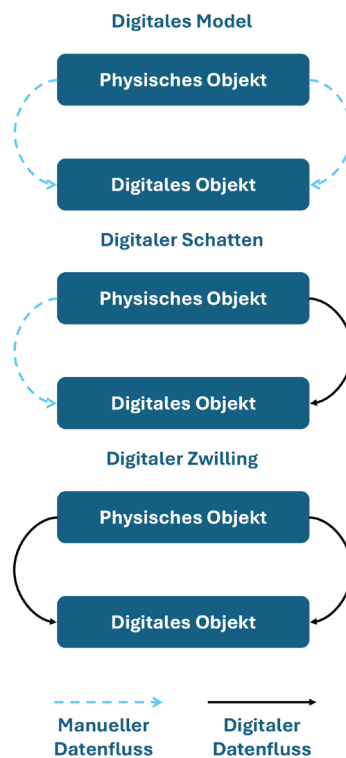 Digitales Model
Physisches Objekt
Digitales Objekt
Digitaler Schatten
Physisches Objekt
Digitales Objekt
Digitaler Zwilling
Physisches Objekt
Digitales Objekt
Manueller
Datenfluss
Digitaler
Datenfluss